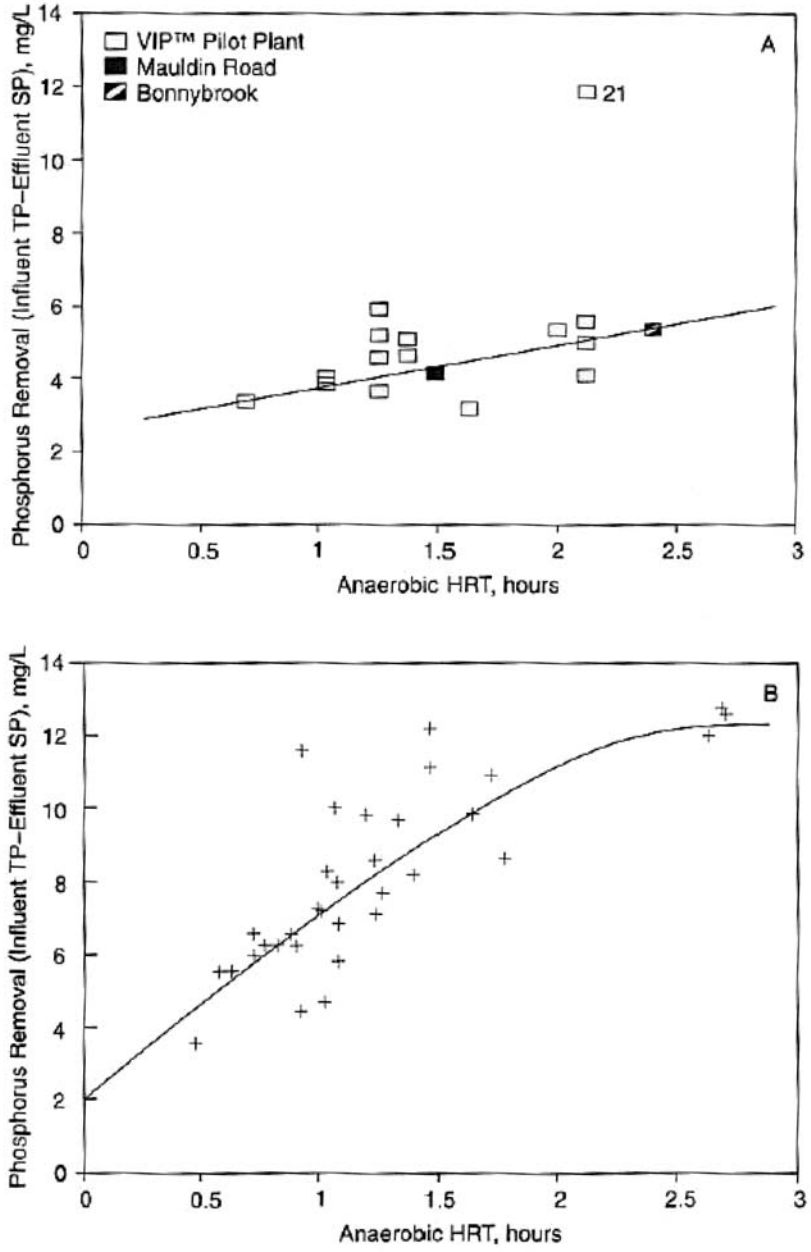 14
12
10
8
6
4
2
0
Phosphorus Removal (Influent TP–Effluent SP), mg/L
VIP™ Pilot Plant
Mauldin Road
Bonnybrook
A
21
0 0.5 1 1.5 2 2.5 3
Anaerobic HRT, hours
14
12
10
8
6
4
2
0
Phosphorus Removal (Influent TP–Effluent SP), mg/L
B
0 0.5 1 1.5 2 2.5 3
Anaerobic HRT, hours